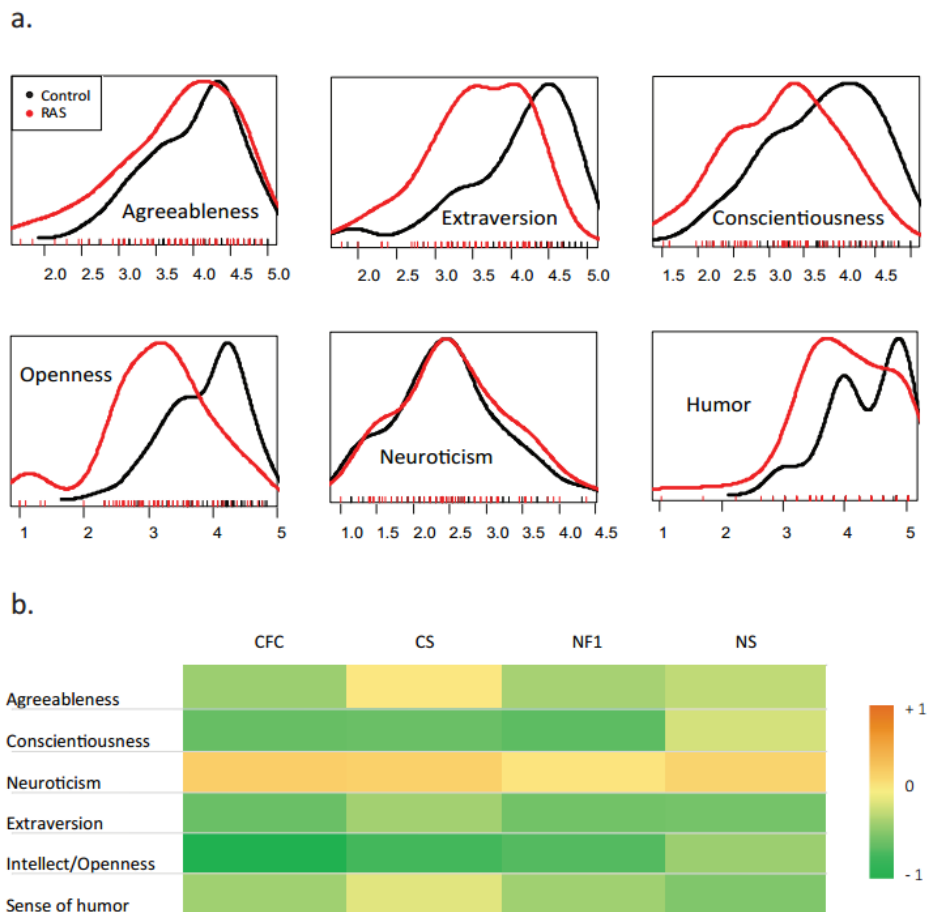 a.
Control
RAS
Agreeableness
Extraversion
Conscientiousness
2.0 2.5 3.0 3.5 4.0 4.5 5.0
2.0 2.5 3.0 3.5 4.0 4.5 5.0
1.5 2.0 2.5 3.0 3.5 4.0 4.5
Openness
Neuroticism
Humor
1 2 3 4 5
1.0 1.5 2.0 2.5 3.0 3.5 4.0 4.5
1 2 3 4 5
b.
CFC CS NF1 NS
Agreeableness
Conscientiousness
Neuroticism
Extraversion
Intellect/Openness
Sense of humor
+ 1
0
- 1